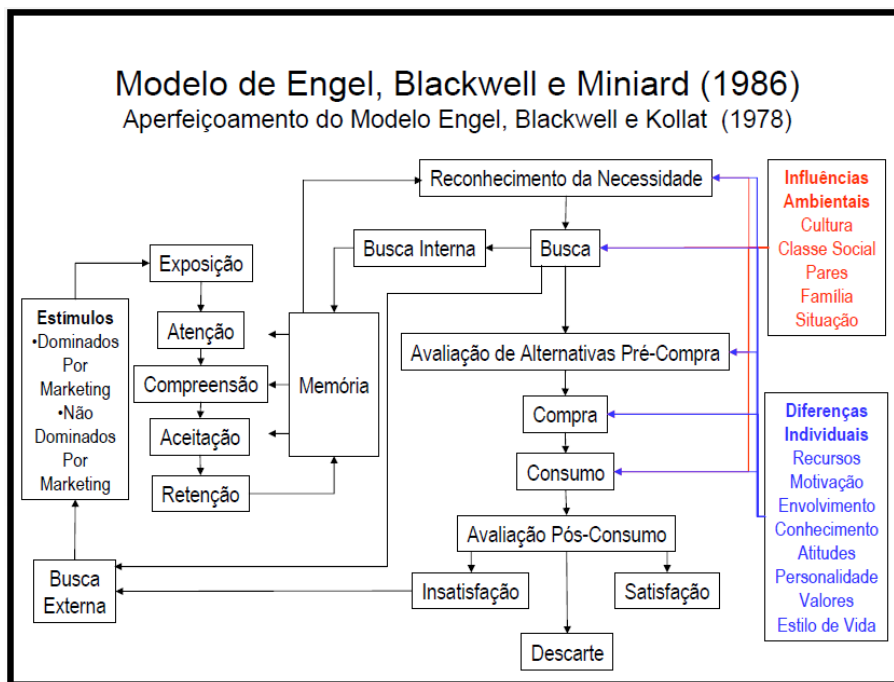 Modelo de Engel, Blackwell e Miniard (1986)
Aperfeiçoamento do Modelo Engel, Blackwell e Kollat (1978)
Reconhecimento da Necessidade
Busca Interna
Busca
Exposição
Estímulos
•Dominados
Por
Marketing
•Não
Dominados
Por
Marketing
Atenção
Compreensão
Aceitação
Retenção
Memória
Avaliação de Alternativas Pré-Compra
Compra
Consumo
Avaliação Pós-Consumo
Busca
Externa
Insatisfação
Satisfação
Descarte
Influências
Ambientais
Cultura
Classe Social
Pares
Família
Situação
Diferenças
Individuais
Recursos
Motivação
Envolvimento
Conhecimento
Atitudes
Personalidade
Valores
Estilo de Vida